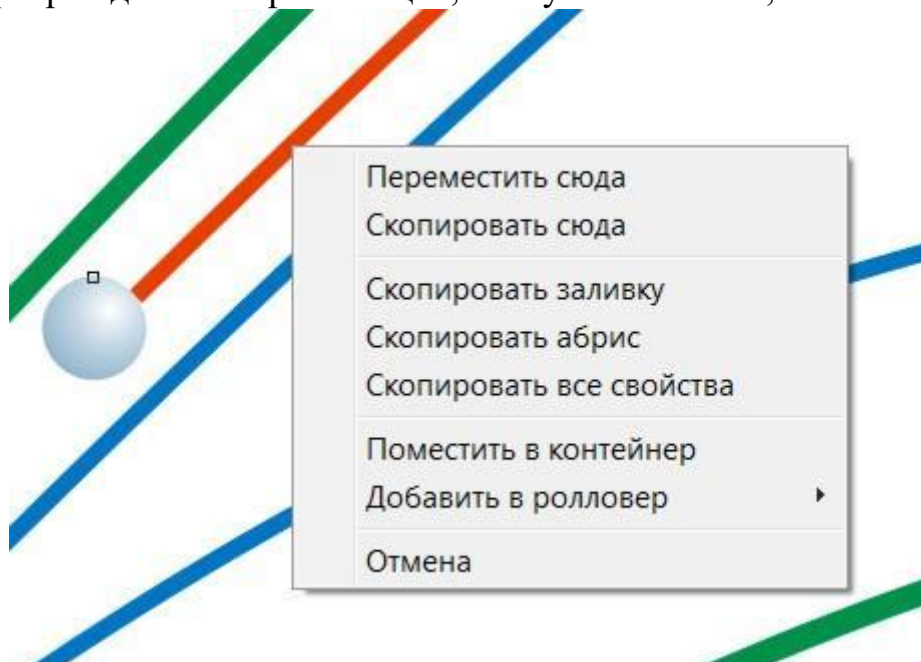 Переместить сюда
Скопировать сюда
Скопировать заливку
Скопировать абрис
Скопировать все свойства
Поместить в контейнер
Добавить в ролловер
Отмена